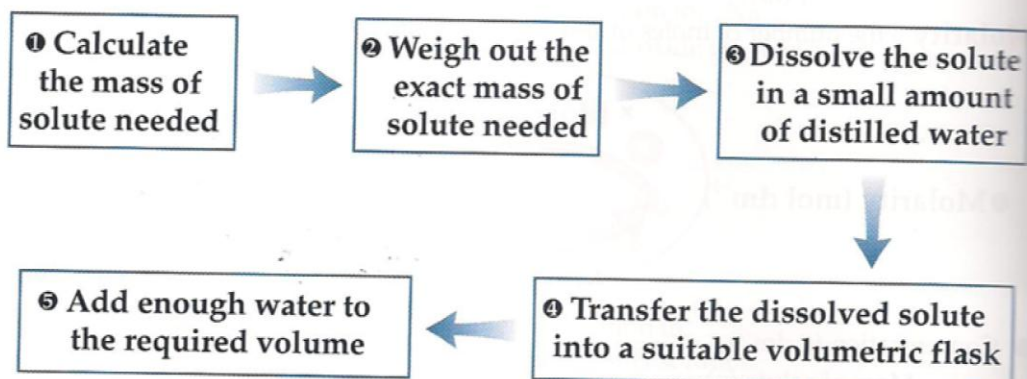 ❶ Calculate
the mass of
solute needed
❷ Weigh out the
exact mass of
solute needed
❸ Dissolve the solute
in a small amount
of distilled water
❹ Transfer the dissolved solute
into a suitable volumetric flask
❺ Add enough water to
the required volume